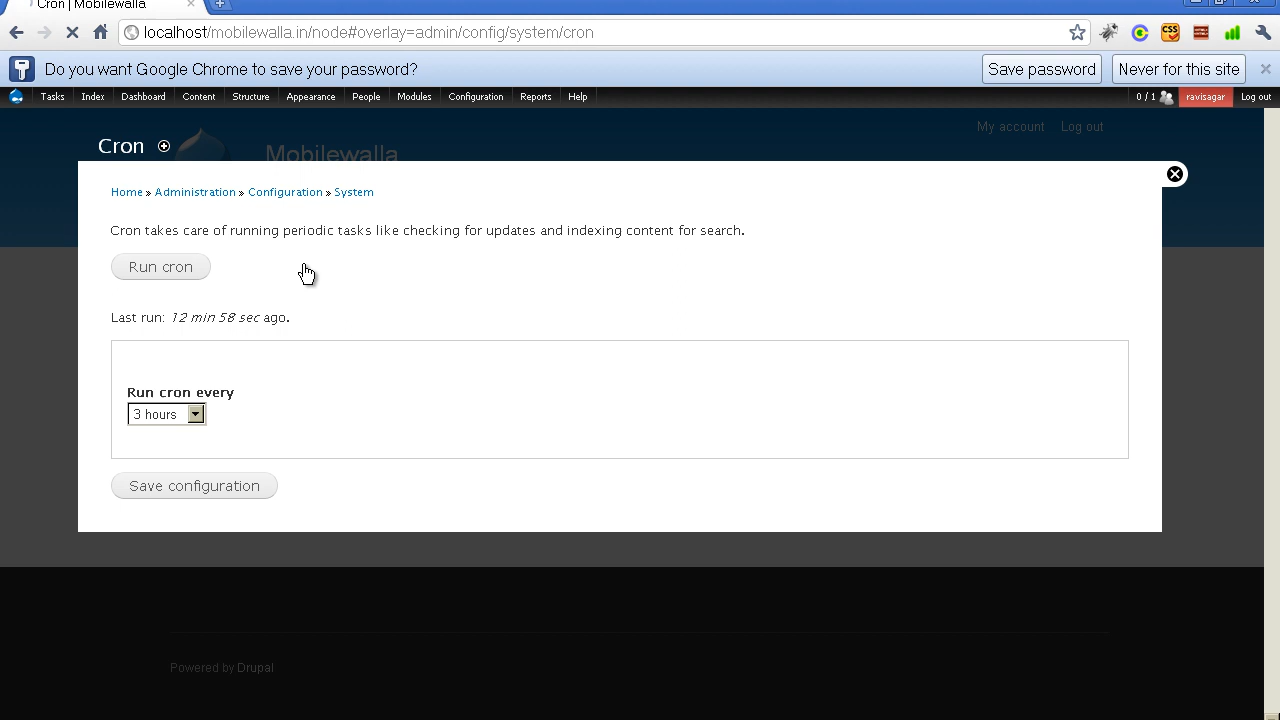 Cron | Mobilewalla
localhost/mobilewalla.in/node#overlay=admin/config/system/cron
Do you want Google Chrome to save your password? Save password Never for this site
Tasks Index Dashboard Content Structure Appearance People Modules Configuration Reports Help 0 / 1 ravisagar Log out
My account Log out
Cron
Mobilewalla
Home » Administration » Configuration » System
Cron takes care of running periodic tasks like checking for updates and indexing content for search.
Run cron
Last run: 12 min 58 sec ago.
Run cron every
3 hours
Save configuration
Powered by Drupal